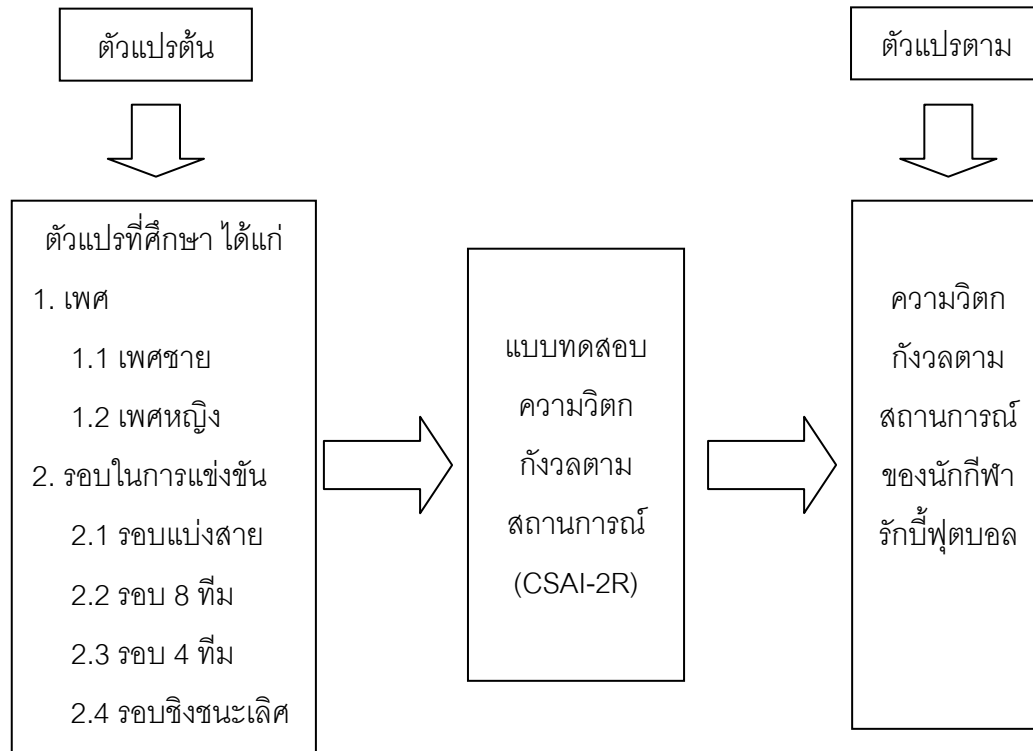 ตัวแปรต้น
ตัวแปรตาม
ตัวแปรที่ศึกษา ได้แก่
1. เพศ
1.1 เพศชาย
1.2 เพศหญิง
2. รอบในการแข่งขัน
2.1 รอบแบ่งสาย
2.2 รอบ 8 ทีม
2.3 รอบ 4 ทีม
2.4 รอบชิงชนะเลิศ
แบบทดสอบ
ความวิตก
กังวลตาม
สถานการณ์
(CSAI-2R)
ความวิตก
กังวลตาม
สถานการณ์
ของนักกีฬา
รักบี้ฟุตบอล